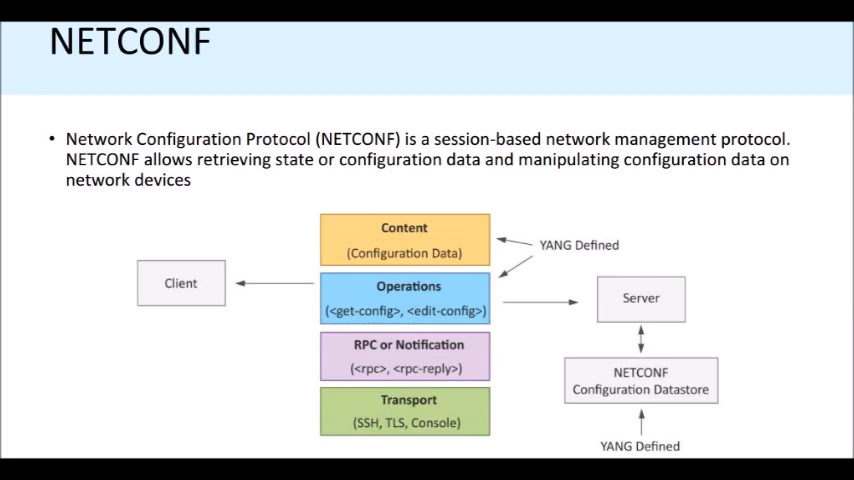 NETCONF
• Network Configuration Protocol (NETCONF) is a session-based network management protocol.
NETCONF allows retrieving state or configuration data and manipulating configuration data on
network devices
Content
(Configuration Data)
YANG Defined
Client
Operations
(<get-config>, <edit-config>)
Server
RPC or Notification
(<rpc>, <rpc-reply>)
NETCONF
Configuration Datastore
Transport
(SSH, TLS, Console)
YANG Defined